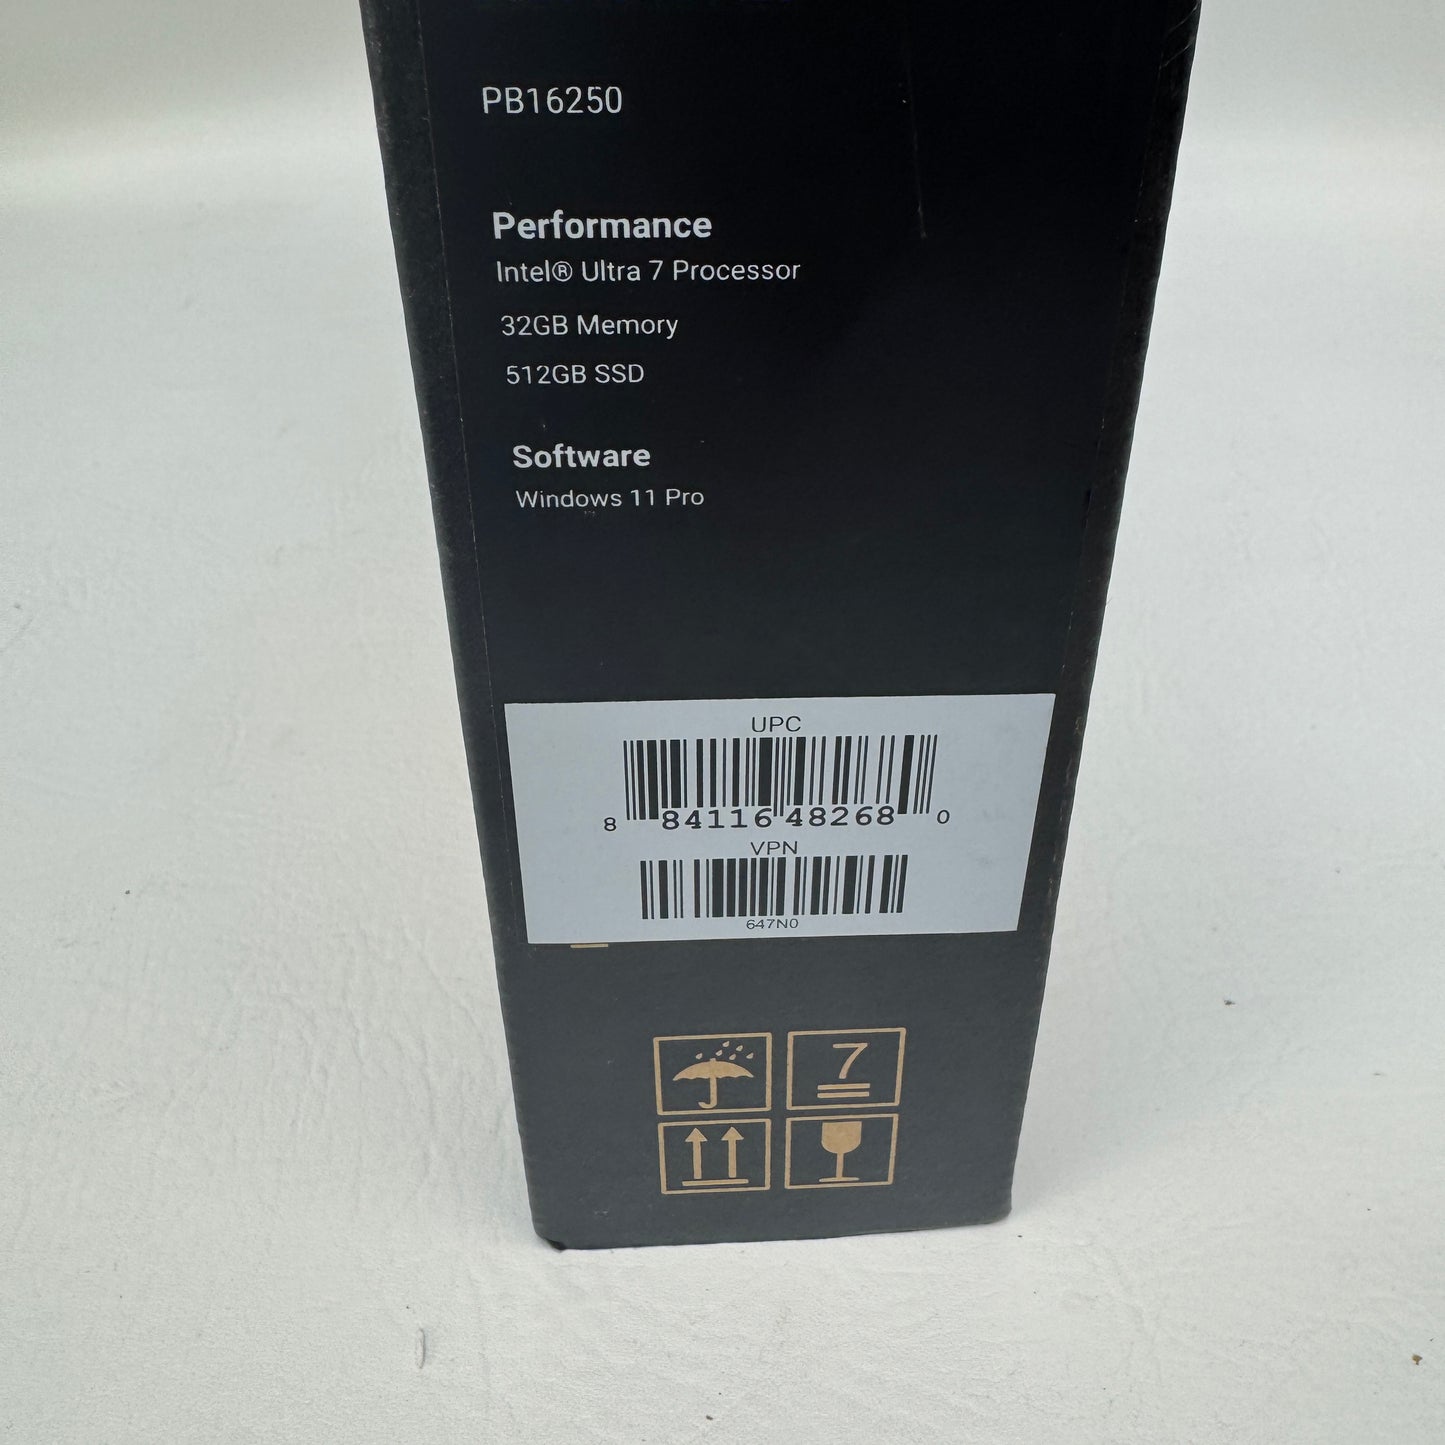 PB16250
Performance
Intel® Ultra 7 Processor
32GB Memory
512GB SSD
Software
Windows 11 Pro
UPC
8 84116 48268 0
VPN
647N0
7